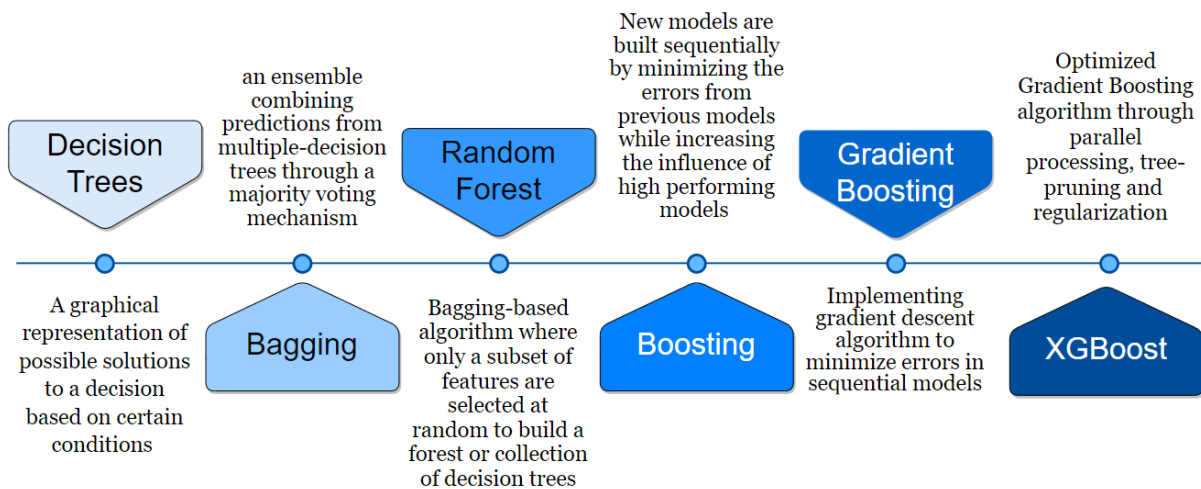 Decision
Trees
A graphical
representation of
possible solutions
to a decision
based on certain
conditions
an ensemble
combining
predictions from
multiple-decision
trees through a
majority voting
mechanism
Bagging
Random
Forest
Bagging-based
algorithm where
only a subset of
features are
selected at
random to build a
forest or collection
of decision trees
New models are
built sequentially
by minimizing the
errors from
previous models
while increasing
the influence of
high performing
models
Boosting
Gradient
Boosting
Implementing
gradient descent
algorithm to
minimize errors in
sequential models
Optimized
Gradient Boosting
algorithm through
parallel
processing, tree-
pruning and
regularization
XGBoost